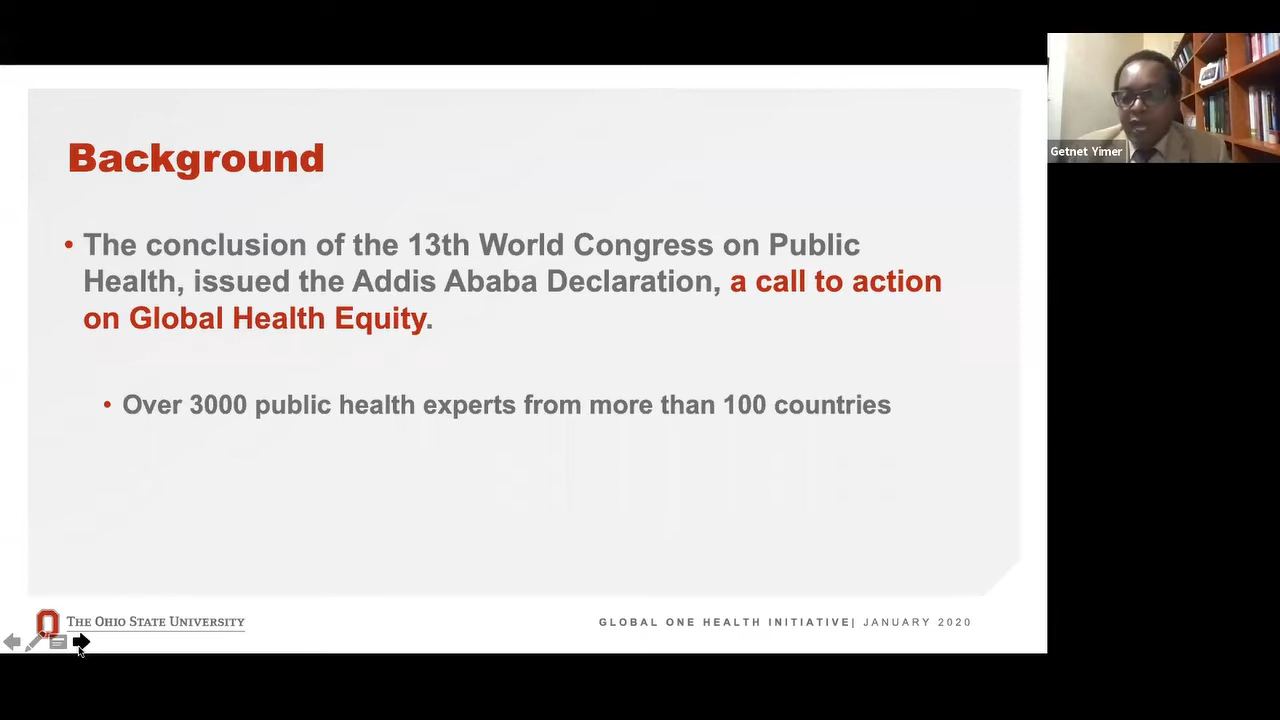 Background
• The conclusion of the 13th World Congress on Public
Health, issued the Addis Ababa Declaration, a call to action
on Global Health Equity.
• Over 3000 public health experts from more than 100 countries
THE OHIO STATE UNIVERSITY
GLOBAL ONE HEALTH INITIATIVE| JANUARY 2020
Getnet Yimer